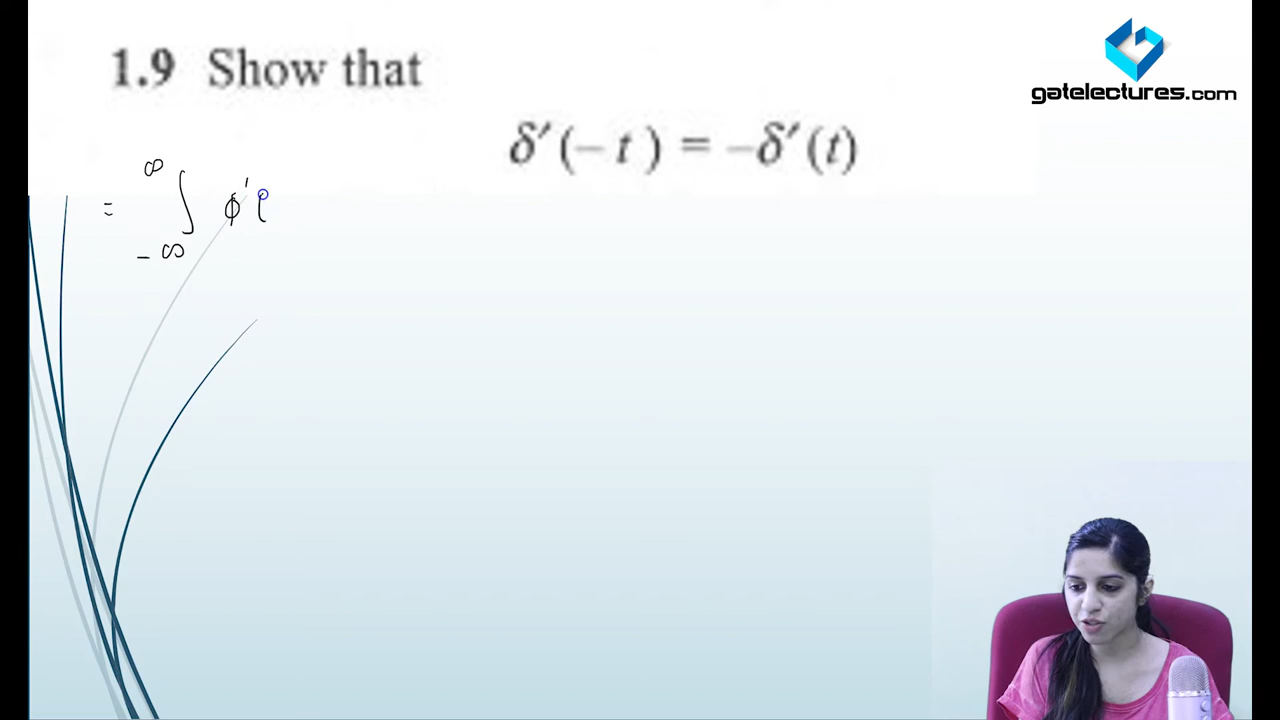 1.9 Show that
gatelectures.com
δ′(– t ) = –δ′(t)
= ∫_{-∞}^{∞} ϕ' (